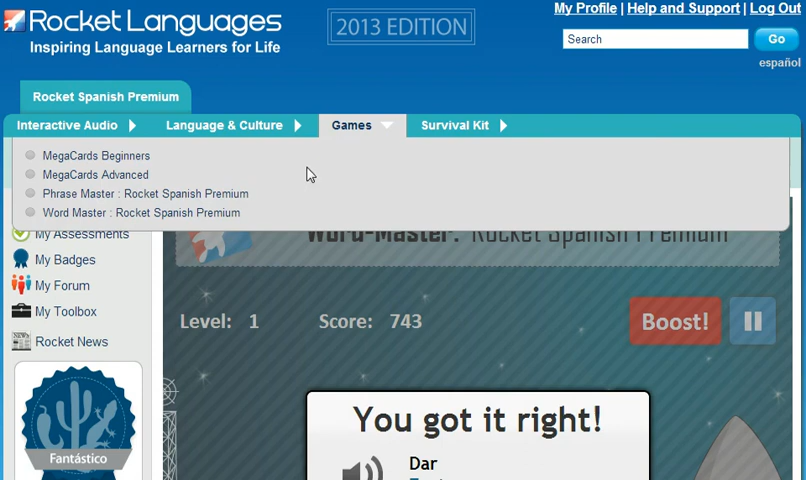 Rocket Languages
Inspiring Language Learners for Life
2013 EDITION
My Profile | Help and Support | Log Out
Search
Go
español
Rocket Spanish Premium
Interactive Audio
Language & Culture
Games
Survival Kit
MegaCards Beginners
MegaCards Advanced
Phrase Master : Rocket Spanish Premium
Word Master : Rocket Spanish Premium
My Assessments
My Badges
My Forum
My Toolbox
Rocket News
Fantástico
Word-Master: Rocket Spanish Premium
Level: 1
Score: 743
Boost!
You got it right!
Dar